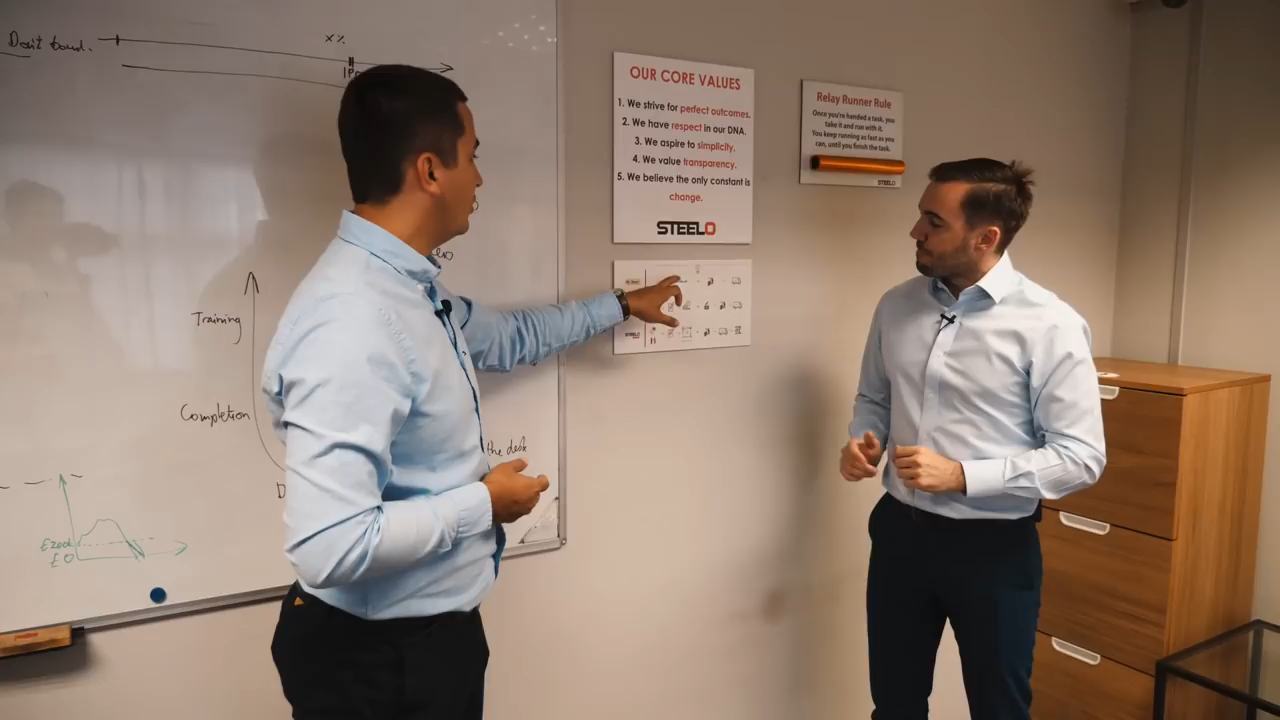 Don't
x%
OUR CORE VALUES
1. We strive for perfect outcomes.
2. We have respect in our DNA.
3. We aspire to simplicity.
4. We value transparency.
5. We believe the only constant is
change.
STEELO
Relay Runner Rule
Once you're handed a task, you
take it and run with it.
You keep running as fast as you
can, until you finish the task.
STEELO
STEELO
Training
Completion
the desk
D
£ 0